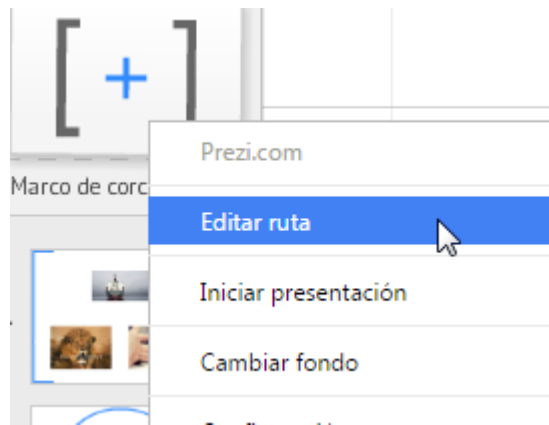 Prezi.com
Marco de corc
Editar ruta
Iniciar presentación
Cambiar fondo